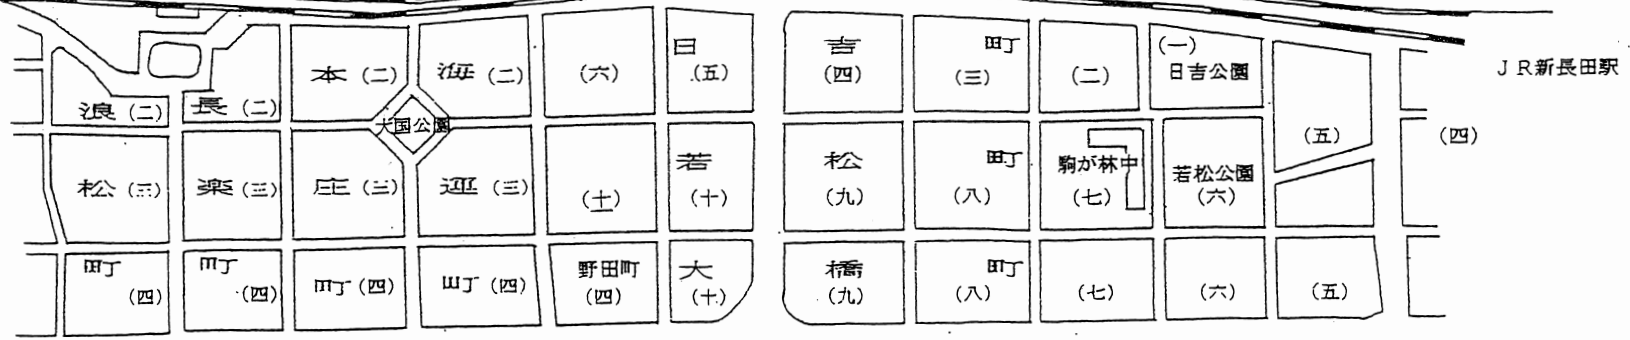 日 吉 町 (一)
本(二) 海(二) (六) (五) (四) (三) (二) 日吉公園 JR新長田駅
浪(二) 長(二)
大国公園
(五) (四)
若 松 町 駒が林中 若松公園
松(三) 楽(三) 庄(三) 運(三) (十一) (十) (九) (八) (七) (六)
町 町 野田町 大 橋 町
(四) (四) 町(四) 町(四) (四) (十) (九) (八) (七) (六) (五)